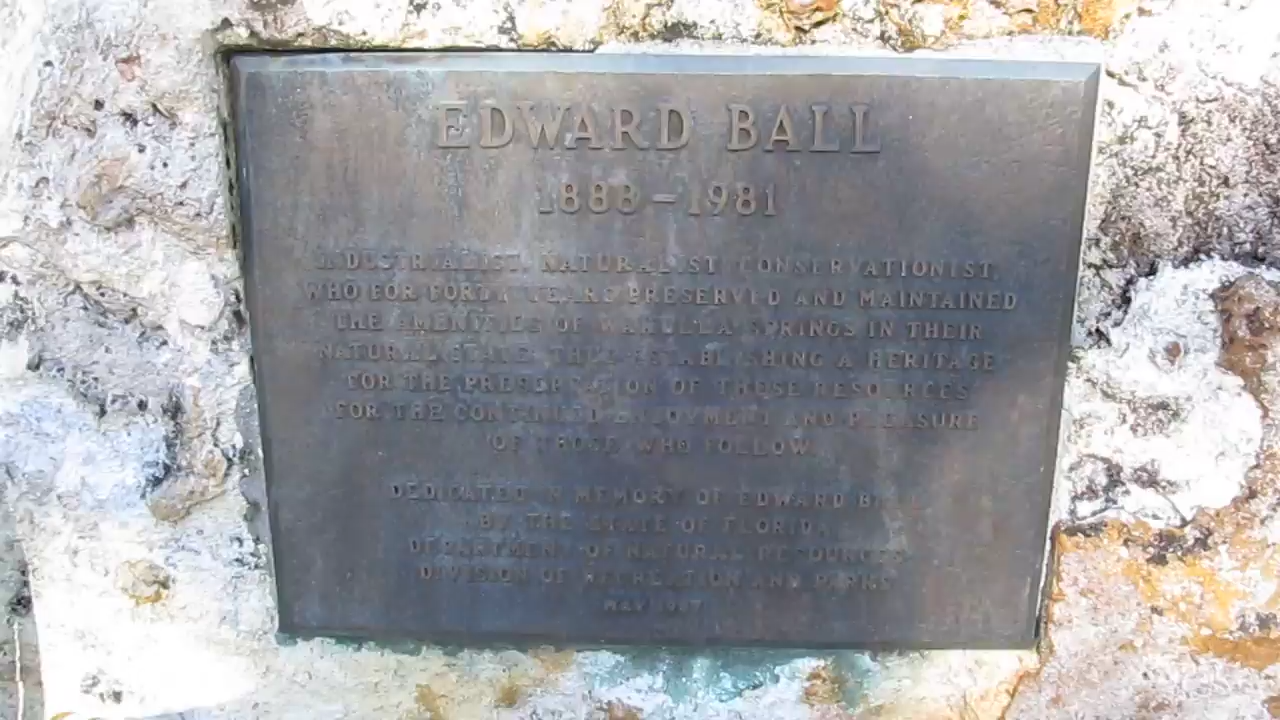 EDWARD BALL
1888 – 1981
INDUSTRIALIST, NATURALIST, CONSERVATIONIST,
WHO FOR FORTY YEARS PRESERVED AND MAINTAINED
THE AMENITIES OF WAKULLA SPRINGS IN THEIR
NATURAL STATE THUS ESTABLISHING A HERITAGE
FOR THE PRESERVATION OF THOSE RESOURCES
FOR THE CONTINUED ENJOYMENT AND PLEASURE
OF THOSE WHO FOLLOW.
DEDICATED IN MEMORY OF EDWARD BALL
BY THE STATE OF FLORIDA
DEPARTMENT OF NATURAL RESOURCES
DIVISION OF RECREATION AND PARKS
MAY